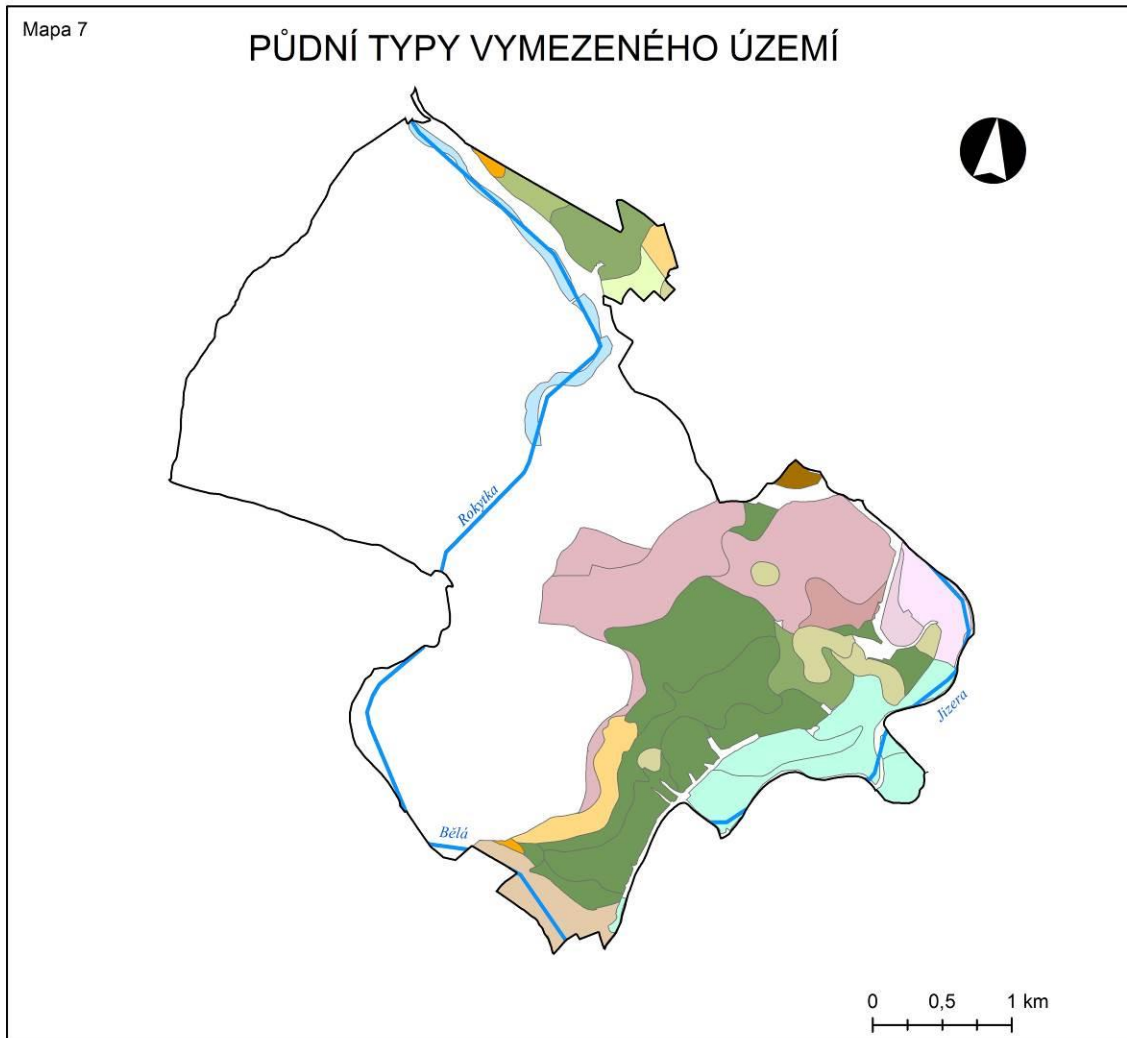 Mapa 7
PŮDNÍ TYPY VYMEZENÉHO ÚZEMÍ
Rokytka
Jizera
Bělá
0 0,5 1 km